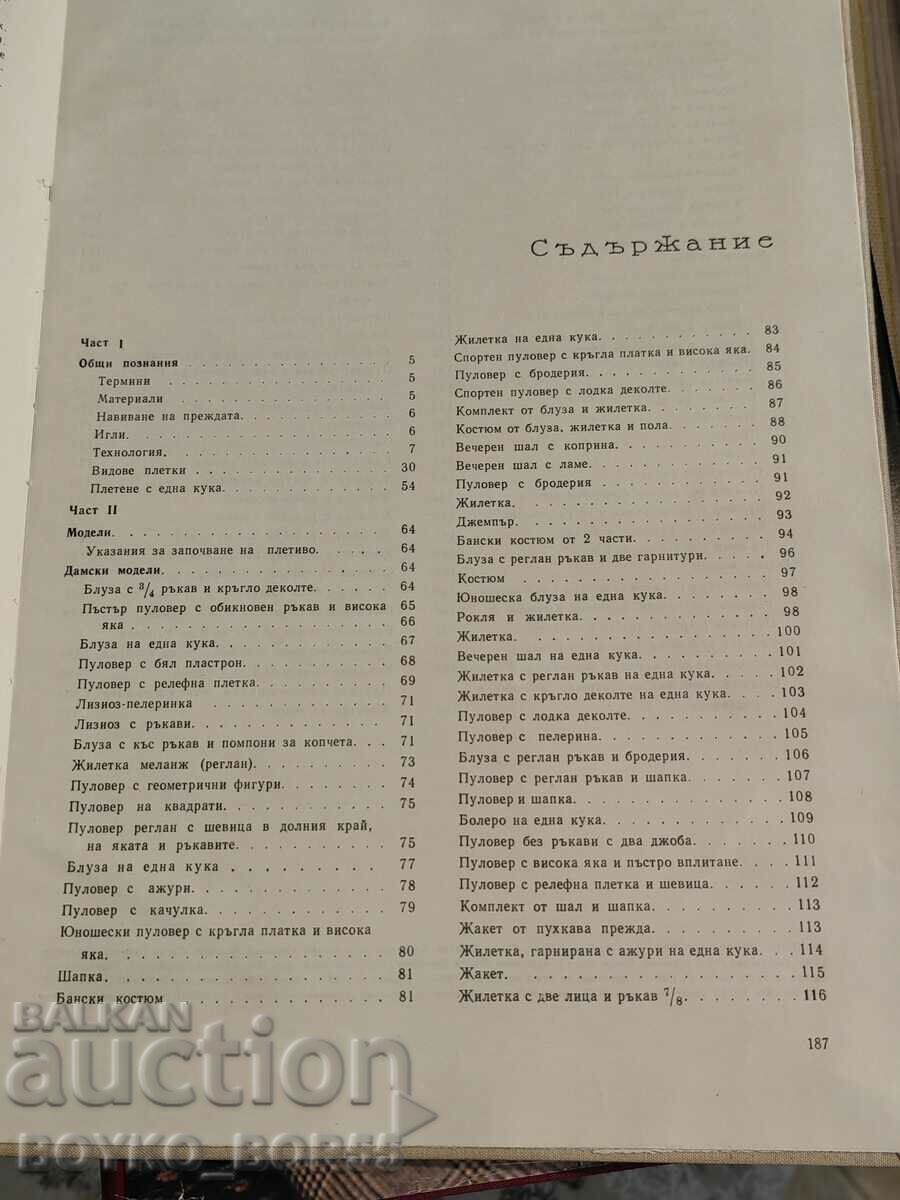 Съдържание
Част I
Общи познания . . . . . . . . . . . 5
Термини . . . . . . . . . . . 5
Материали . . . . . . . . . . . 5
Навиване на преждата. . . . . . . . . . . 6
Игли. . . . . . . . . . . 6
Технология. . . . . . . . . . . 7
Видове плетки . . . . . . . . . . . 30
Плетене с една кука. . . . . . . . . . . 54
Част II
Модели. . . . . . . . . . . 64
Указания за започване на плетиво. . . . . 64
Дамски модели. . . . . . . . . . . 64
Блуза с 3/4 ръкав и кръгло деколте. . . . . . 64
Пъстър пуловер с обикновен ръкав и висока 65
яка . . . . . . . . . . . 66
Блуза на една кука. . . . . . . . . . . 67
Пуловер с бял пластрон. . . . . . . . . . . 68
Пуловер с релефна плетка. . . . . . . . . . . 69
Лизиоз-пелеринка . . . . . . . . . . . 71
Лизиоз с ръкави. . . . . . . . . . . 71
Блуза с къс ръкав и помпони за копчета. . . 71
Жилетка меланж (реглан). . . . . . . . . . . 73
Пуловер с геометрични фигури. . . . . . . . . 74
Пуловер на квадрати. . . . . . . . . . . 75
Пуловер реглан с шевица в долния край,
на яката и ръкавите. . . . . . . . . . . 75
Блуза на една кука . . . . . . . . 77
Пуловер с ажури. . . . . . . . . . . 78
Пуловер с качулка. . . . . . . . . . . 79
Юношески пуловер с кръгла платка и висока
яка. . . . . . . . . . . 80
Шапка. . . . . . . . . . . 81
Бански костюм . . . . . . . . . . . 81
Жилетка на една кука. . . . . . . . . . . 83
Спортен пуловер с кръгла платка и висока яка. 84
Пуловер с бродерия. . . . . . . . . . . 85
Спортен пуловер с лодка деколте. . . . . . . . 86
Комплект от блуза и жилетка. . . . . . . . . 87
Костюм от блуза, жилетка и пола. . . . . . . . 88
Вечерен шал с коприна. . . . . . . . . . . 90
Вечерен шал с ламе. . . . . . . . . . . 91
Пуловер с бродерия . . . . . . . . . . . 91
Жилетка. . . . . . . . . . . 92
Джемпър. . . . . . . . . . . 93
Бански костюм от 2 части. . . . . . . . . . . 94
Блуза с реглан ръкав и две гарнитури. . . . . 96
Костюм . . . . . . . . . . . 97
Юношеска блуза на една кука. . . . . . . . . 98
Рокля и жилетка. . . . . . . . . . . 98
Жилетка. . . . . . . . . . . 100
Вечерен шал на една кука. . . . . . . . . . 101
Жилетка с реглан ръкав на една кука. . . . . 102
Жилетка с кръгло деколте на една кука. . . . 103
Пуловер с лодка деколте. . . . . . . . . . . 104
Пуловер с пелерина. . . . . . . . . . . 105
Блуза с реглан ръкав и бродерия. . . . . . . 106
Пуловер с реглан ръкав и шапка. . . . . . . 107
Пуловер и шапка. . . . . . . . . . . 108
Болеро на една кука. . . . . . . . . . . 109
Пуловер без ръкави с два джоба. . . . . . . 110
Пуловер с висока яка и пъстро вплитане. . . . 111
Пуловер с релефна плетка и шевица. . . . . . 112
Комплект от шал и шапка. . . . . . . . . . 113
Жакет от пухкава прежда. . . . . . . . . . 113
Жилетка, гарнирана с ажури на една кука. . . 114
Жакет. . . . . . . . . . . 115
Жилетка с две лица и ръкав 7/8. . . . . . . . 116
187
BALKAN
auction
BOYKO_BOR55